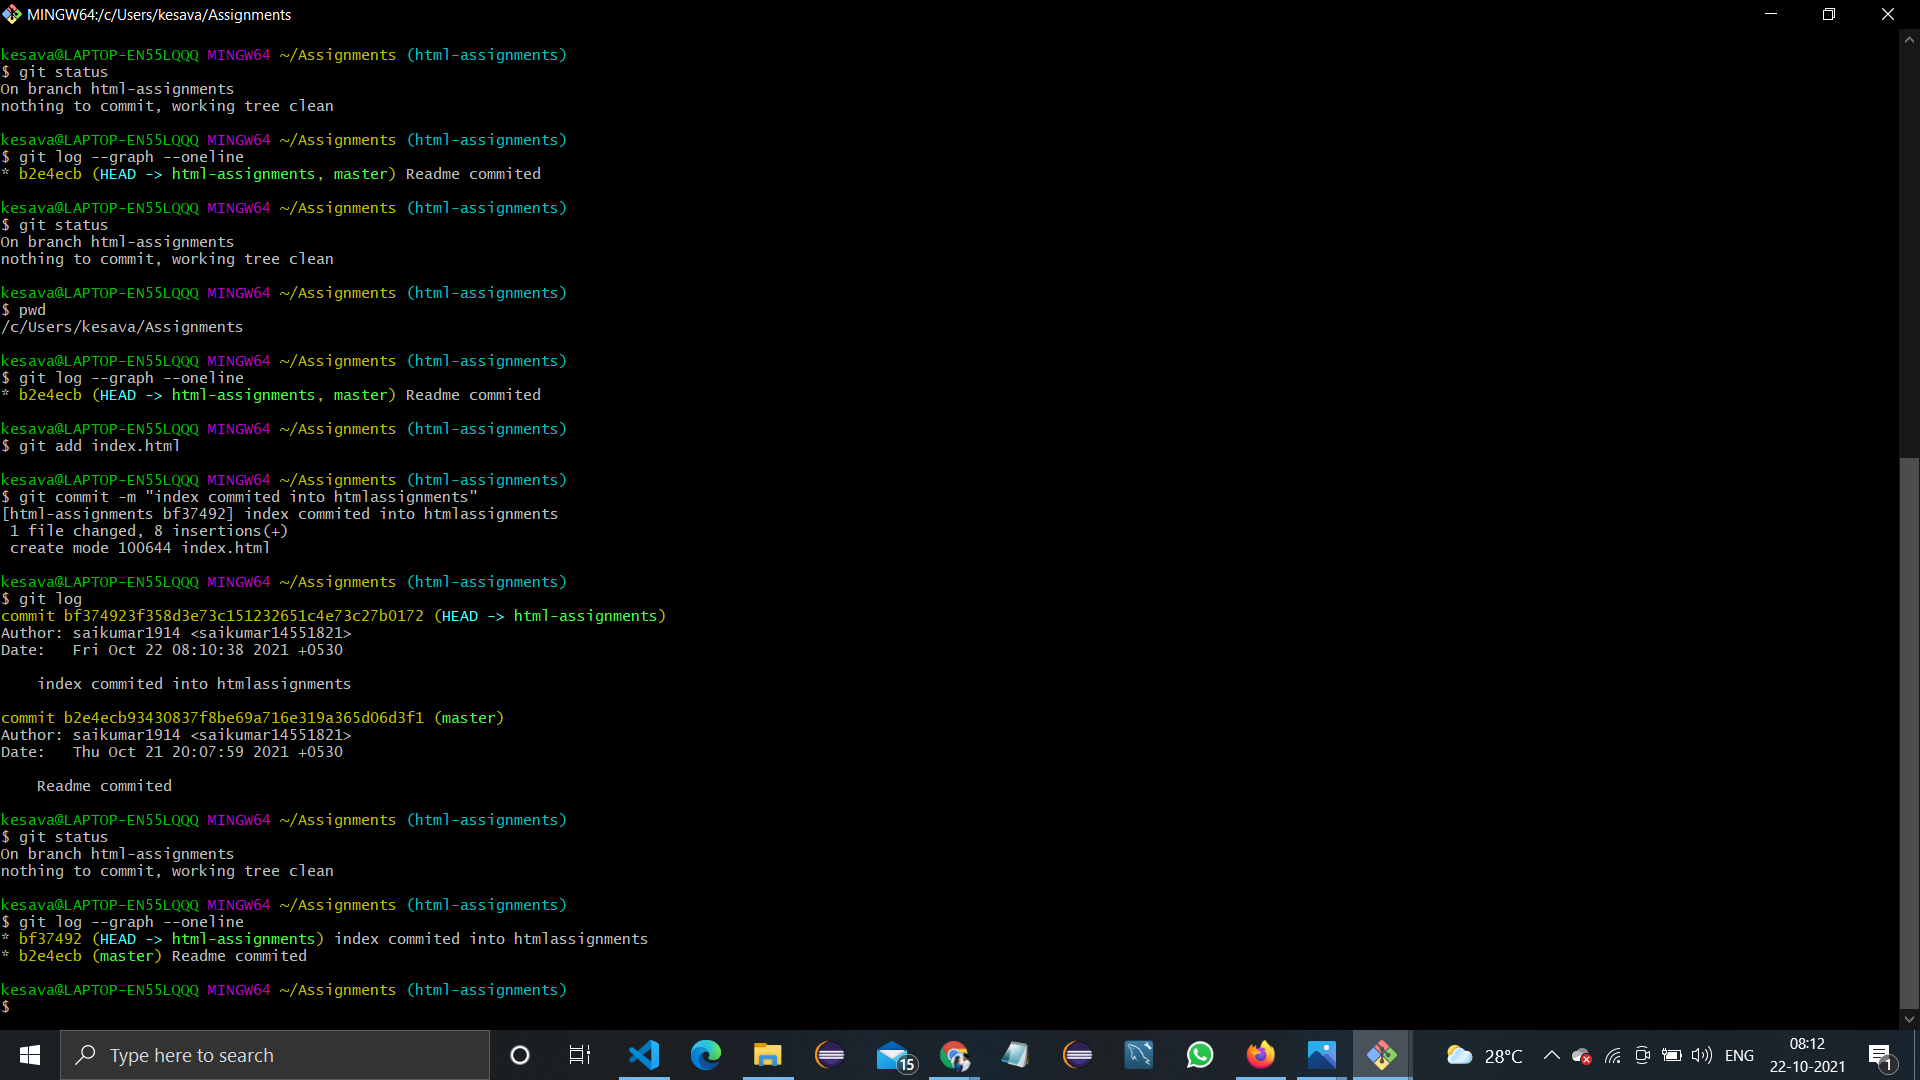 MINGW64:/c/Users/kesava/Assignments
kesava@LAPTOP-EN55LQQQ MINGW64 ~/Assignments (html-assignments)
$ git status
On branch html-assignments
nothing to commit, working tree clean
kesava@LAPTOP-EN55LQQQ MINGW64 ~/Assignments (html-assignments)
$ git log --graph --oneline
* b2e4ecb (HEAD -> html-assignments, master) Readme commited
kesava@LAPTOP-EN55LQQQ MINGW64 ~/Assignments (html-assignments)
$ git status
On branch html-assignments
nothing to commit, working tree clean
kesava@LAPTOP-EN55LQQQ MINGW64 ~/Assignments (html-assignments)
$ pwd
/c/Users/kesava/Assignments
kesava@LAPTOP-EN55LQQQ MINGW64 ~/Assignments (html-assignments)
$ git log --graph --oneline
* b2e4ecb (HEAD -> html-assignments, master) Readme commited
kesava@LAPTOP-EN55LQQQ MINGW64 ~/Assignments (html-assignments)
$ git add index.html
kesava@LAPTOP-EN55LQQQ MINGW64 ~/Assignments (html-assignments)
$ git commit -m "index commited into htmlassignments"
[html-assignments bf37492] index commited into htmlassignments
1 file changed, 8 insertions(+)
create mode 100644 index.html
kesava@LAPTOP-EN55LQQQ MINGW64 ~/Assignments (html-assignments)
$ git log
commit bf374923f358d3e73c151232651c4e73c27b0172 (HEAD -> html-assignments)
Author: saikumar1914 <saikumar14551821>
Date:   Fri Oct 22 08:10:38 2021 +0530
index commited into htmlassignments
commit b2e4ecb93430837f8be69a716e319a365d06d3f1 (master)
Author: saikumar1914 <saikumar14551821>
Date:   Thu Oct 21 20:07:59 2021 +0530
Readme commited
kesava@LAPTOP-EN55LQQQ MINGW64 ~/Assignments (html-assignments)
$ git status
On branch html-assignments
nothing to commit, working tree clean
kesava@LAPTOP-EN55LQQQ MINGW64 ~/Assignments (html-assignments)
$ git log --graph --oneline
* bf37492 (HEAD -> html-assignments) index commited into htmlassignments
* b2e4ecb (master) Readme commited
kesava@LAPTOP-EN55LQQQ MINGW64 ~/Assignments (html-assignments)
$
Type here to search
15
28°C
ENG
08:12
22-10-2021
1